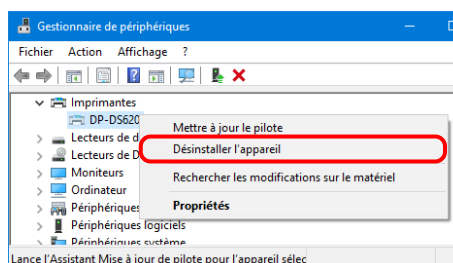 Gestionnaire de périphériques
Fichier Action Affichage ?
Imprimantes
DP-DS620
Mettre à jour le pilote
Lecteurs de d
Désinstaller l'appareil
Lecteurs de D
Moniteurs
Rechercher les modifications sur le matériel
Ordinateur
Périphériques
Propriétés
Périphériques logiciels
Périphériques système
Lance l'Assistant Mise à jour de pilote pour l'appareil sélec